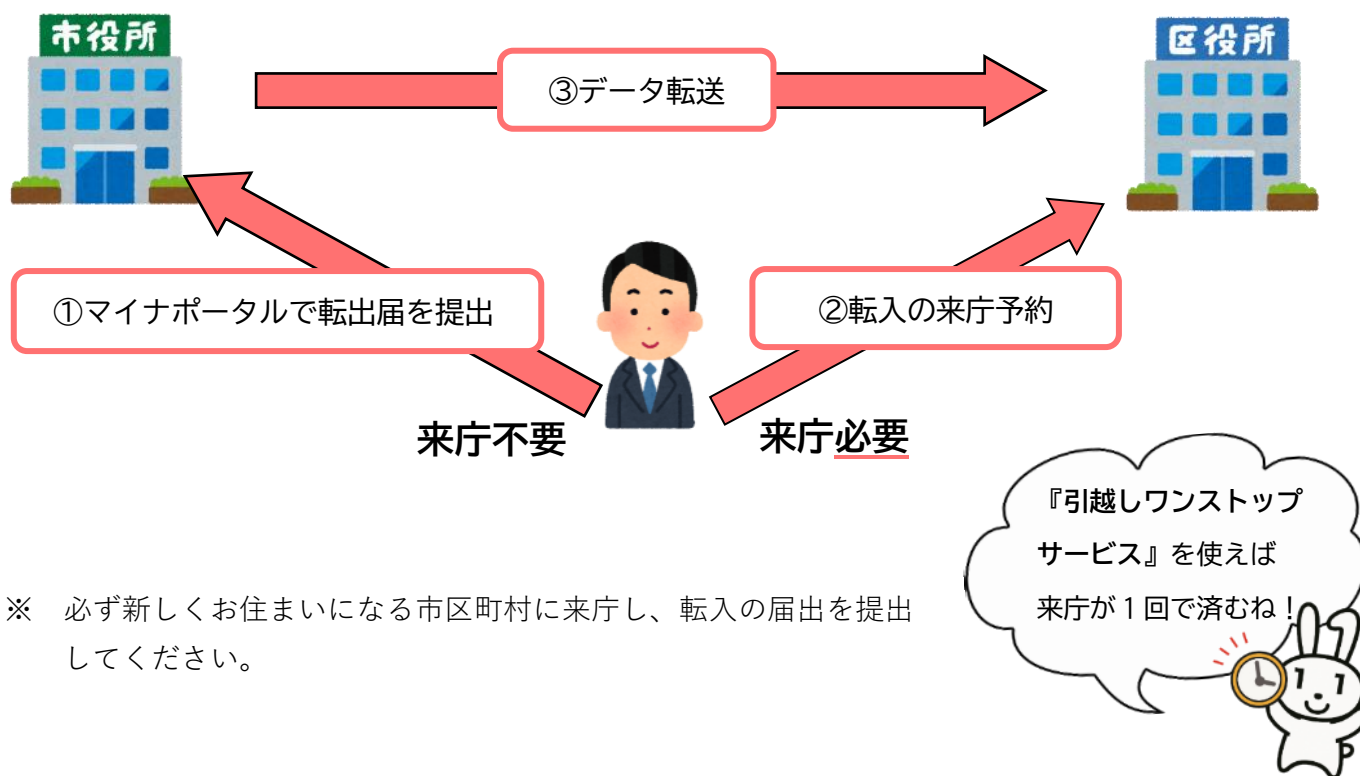 市役所
区役所
③データ転送
①マイナポータルで転出届を提出
②転入の来庁予約
来庁不要
来庁必要
『引越しワンストップ
サービス』を使えば
来庁が１回で済むね！
※　必ず新しくお住まいになる市区町村に来庁し、転入の届出を提出
してください。